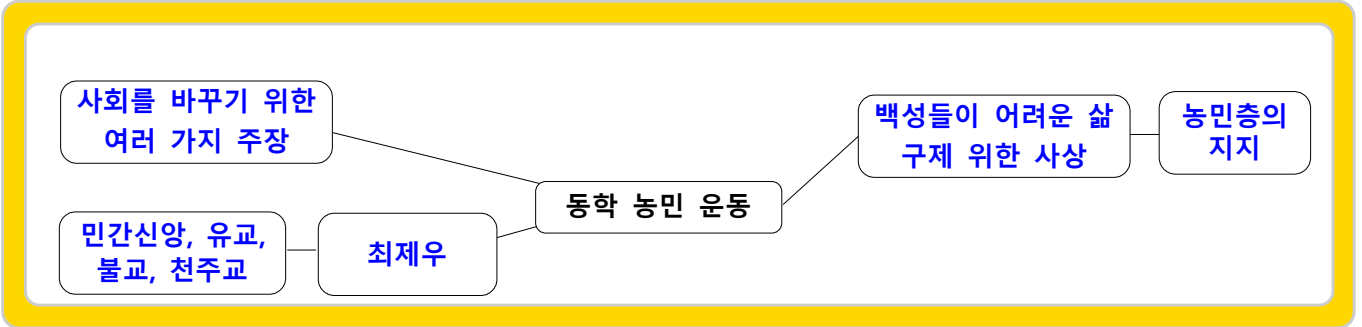 사회를 바꾸기 위한
여러 가지 주장
민간신앙, 유교,
불교, 천주교
최제우
동학 농민 운동
백성들이 어려운 삶
구제 위한 사상
농민층의
지지